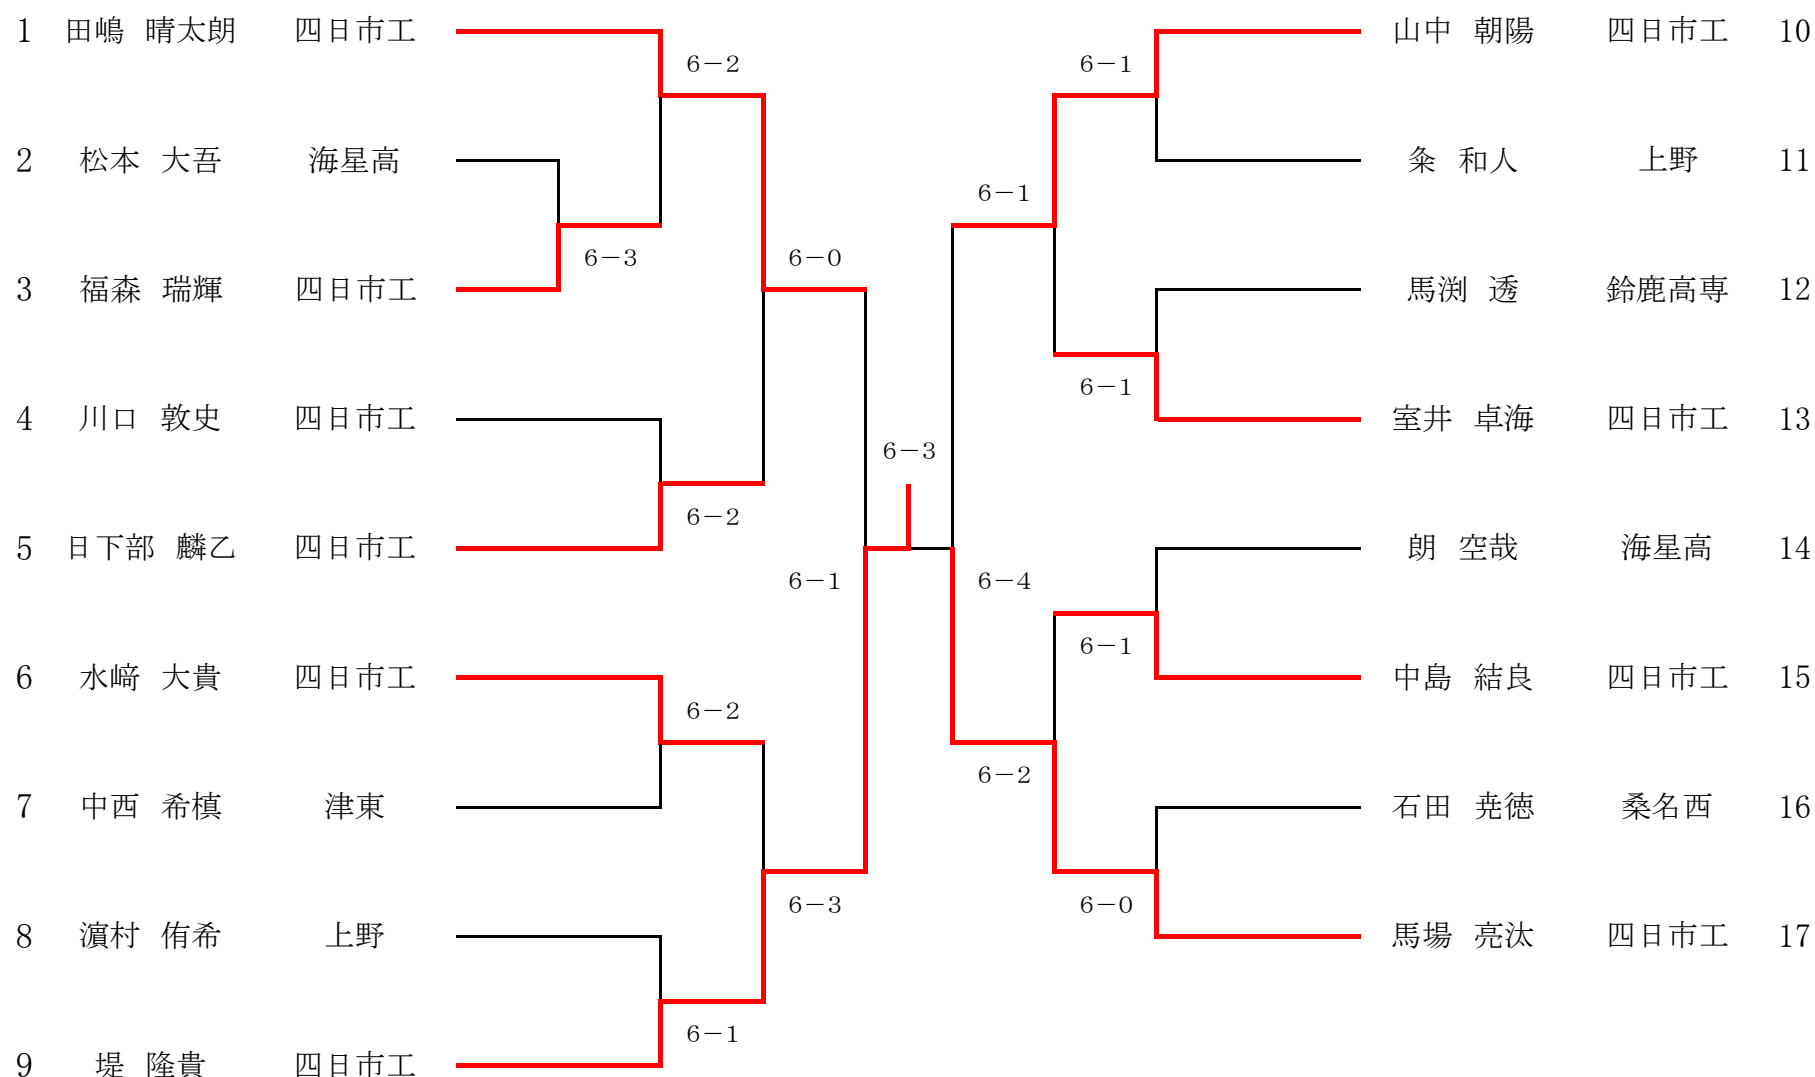 1 田嶋 晴太朗 四日市工 山中 朝陽 四日市工 10
6-2 6-1
2 松本 大吾 海星高 粂 和人 上野 11
6-1
6-3 6-0
3 福森 瑞輝 四日市工 馬渕 透 鈴鹿高専 12
6-1
4 川口 敦史 四日市工 室井 卓海 四日市工 13
6-3
6-2
5 日下部 麟乙 四日市工 朗 空哉 海星高 14
6-1 6-4
6-1
6 水﨑 大貴 四日市工 中島 結良 四日市工 15
6-2
6-2
7 中西 希槙 津東 石田 尭徳 桑名西 16
6-3 6-0
8 濵村 侑希 上野 馬場 亮汰 四日市工 17
6-1
9 堤 隆貴 四日市工